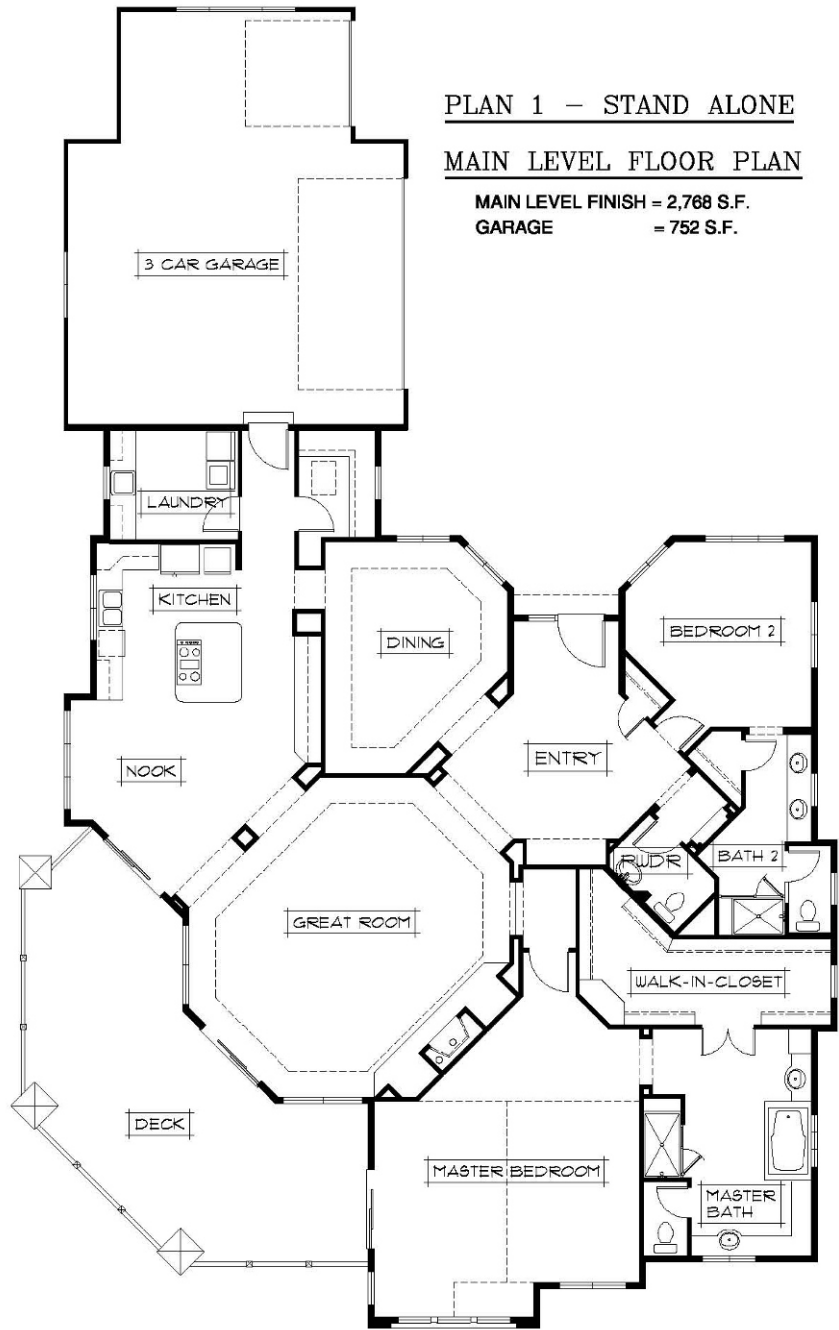 PLAN 1 - STAND ALONE
MAIN LEVEL FLOOR PLAN
MAIN LEVEL FINISH = 2,768 S.F.
GARAGE = 752 S.F.
3 CAR GARAGE
LAUNDRY
KITCHEN
DINING
BEDROOM 2
NOOK
ENTRY
PWDR
BATH 2
GREAT ROOM
WALK-IN-CLOSET
DECK
MASTER BEDROOM
MASTER
BATH